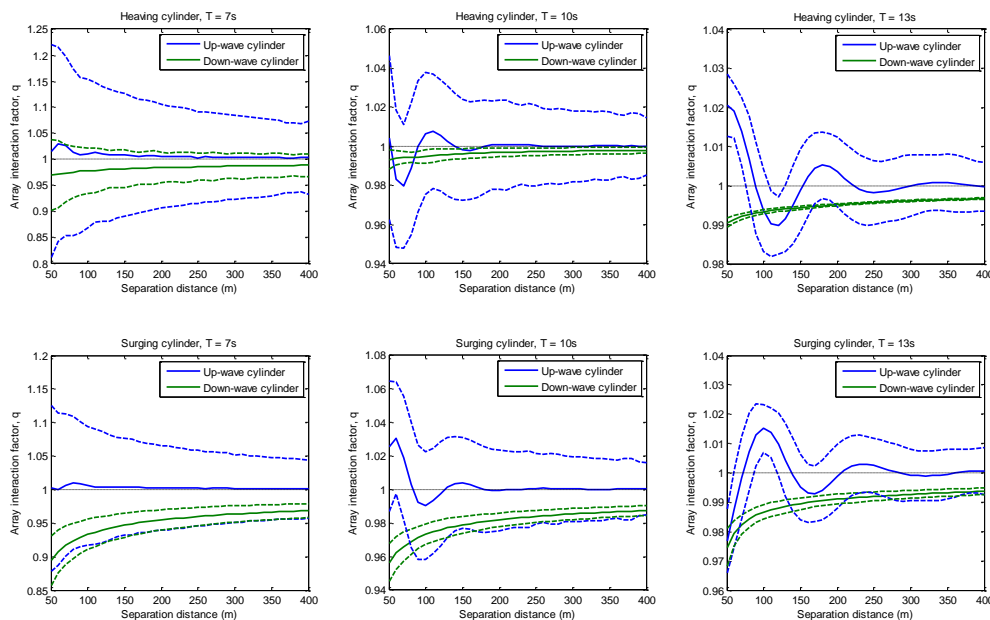 Heaving cylinder, T = 7s
1.25
1.2
1.15
1.1
1.05
1
0.95
0.9
0.85
0.8
Array interaction factor, q
Up-wave cylinder
Down-wave cylinder
50 100 150 200 250 300 350 400
Separation distance (m)
Heaving cylinder, T = 10s
1.06
1.04
1.02
1
0.98
0.96
0.94
Array interaction factor, q
Up-wave cylinder
Down-wave cylinder
50 100 150 200 250 300 350 400
Separation distance (m)
Heaving cylinder, T = 13s
1.04
1.03
1.02
1.01
1
0.99
0.98
Array interaction factor, q
Up-wave cylinder
Down-wave cylinder
50 100 150 200 250 300 350 400
Separation distance (m)
Surging cylinder, T = 7s
1.2
1.15
1.1
1.05
1
0.95
0.9
0.85
Array interaction factor, q
Up-wave cylinder
Down-wave cylinder
50 100 150 200 250 300 350 400
Separation distance (m)
Surging cylinder, T = 10s
1.08
1.06
1.04
1.02
1
0.98
0.96
0.94
Array interaction factor, q
Up-wave cylinder
Down-wave cylinder
50 100 150 200 250 300 350 400
Separation distance (m)
Surging cylinder, T = 13s
1.04
1.03
1.02
1.01
1
0.99
0.98
0.97
0.96
Array interaction factor, q
Up-wave cylinder
Down-wave cylinder
50 100 150 200 250 300 350 400
Separation distance (m)